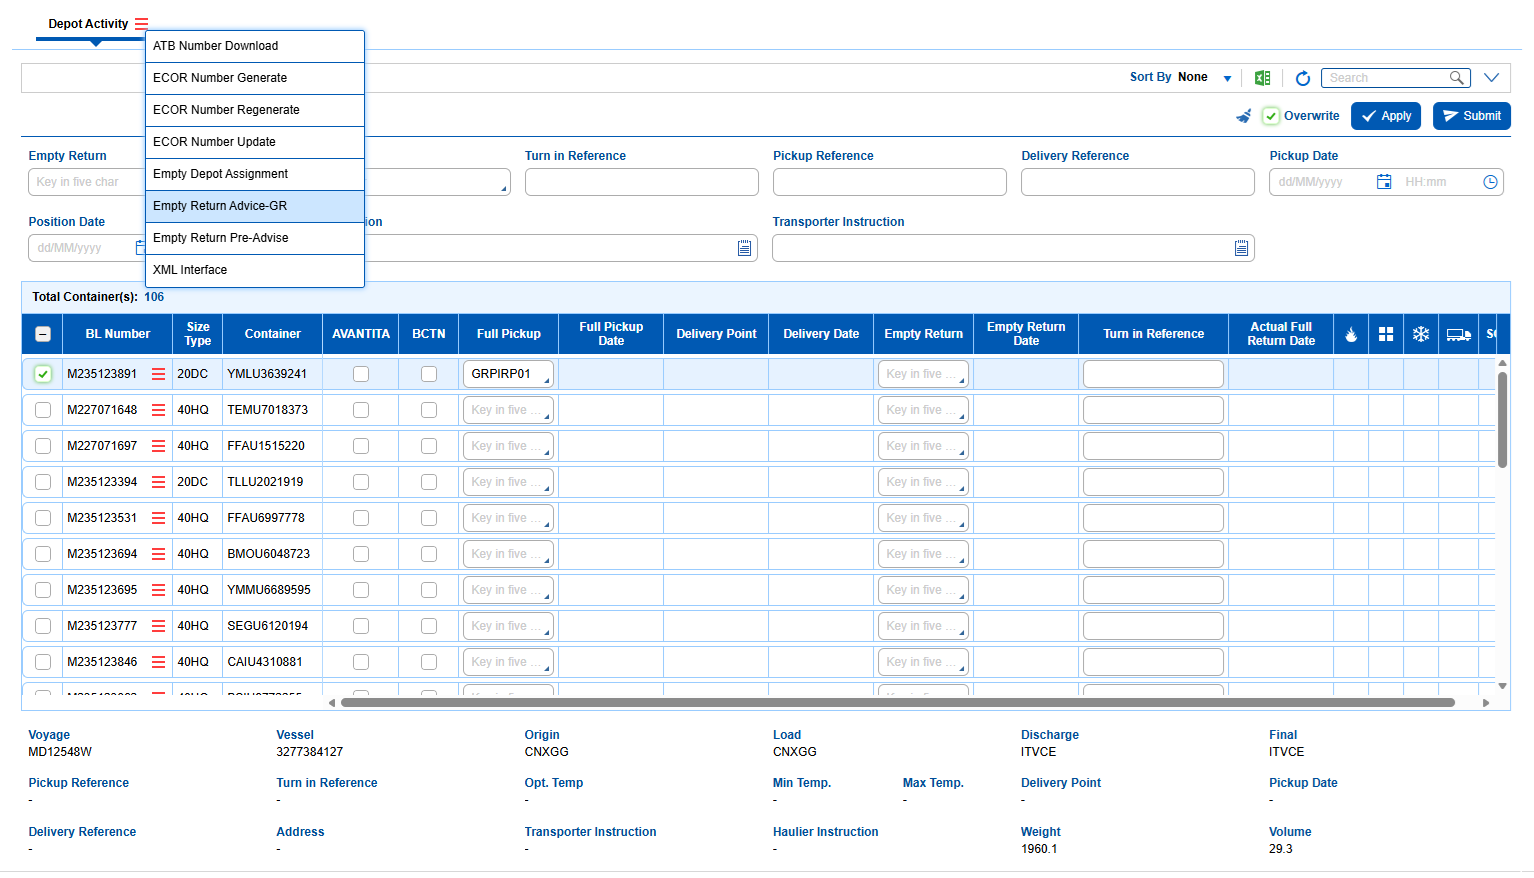 Depot Activity
ATB Number Download
ECOR Number Generate
ECOR Number Regenerate
ECOR Number Update
Empty Depot Assignment
Empty Return Advice-GR
Empty Return Pre-Advise
XML Interface
Sort By None
Search
Overwrite Apply Submit
Empty Return Turn in Reference Pickup Reference Delivery Reference Pickup Date
Key in five char dd/MM/yyyy HH:mm
Position Date ion Transporter Instruction
dd/MM/yyyy
Total Container(s): 106
BL Number Size Type Container AVANTITA BCTN Full Pickup Full Pickup Date Delivery Point Delivery Date Empty Return Empty Return Date Turn in Reference Actual Full Return Date
M235123891 20DC YMLU3639241 GRPIRP01 Key in five ...
M227071648 40HQ TEMU7018373 Key in five ... Key in five ...
M227071697 40HQ FFAU1515220 Key in five ... Key in five ...
M235123394 20DC TLLU2021919 Key in five ... Key in five ...
M235123531 40HQ FFAU6997778 Key in five ... Key in five ...
M235123694 40HQ BMOU6048723 Key in five ... Key in five ...
M235123695 40HQ YMMU6689595 Key in five ... Key in five ...
M235123777 40HQ SEGU6120194 Key in five ... Key in five ...
M235123846 40HQ CAIU4310881 Key in five ... Key in five ...
Voyage Vessel Origin Load Discharge Final
MD12548W 3277384127 CNXGG CNXGG ITVCE ITVCE
Pickup Reference Turn in Reference Opt. Temp Min Temp. Max Temp. Delivery Point Pickup Date
- - - - - - -
Delivery Reference Address Transporter Instruction Haulier Instruction Weight Volume
- - - - 1960.1 29.3